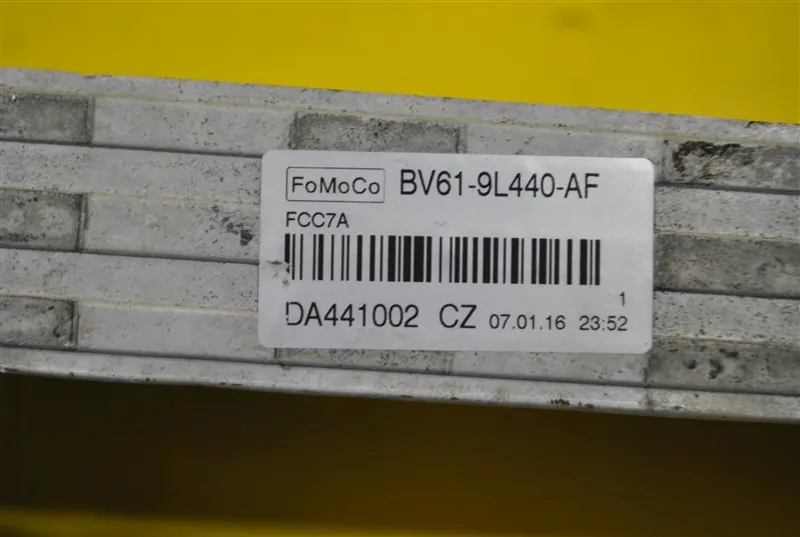 FoMoCo BV61-9L440-AF
FCC7A
1
DA441002 CZ 07.01.16 23:52